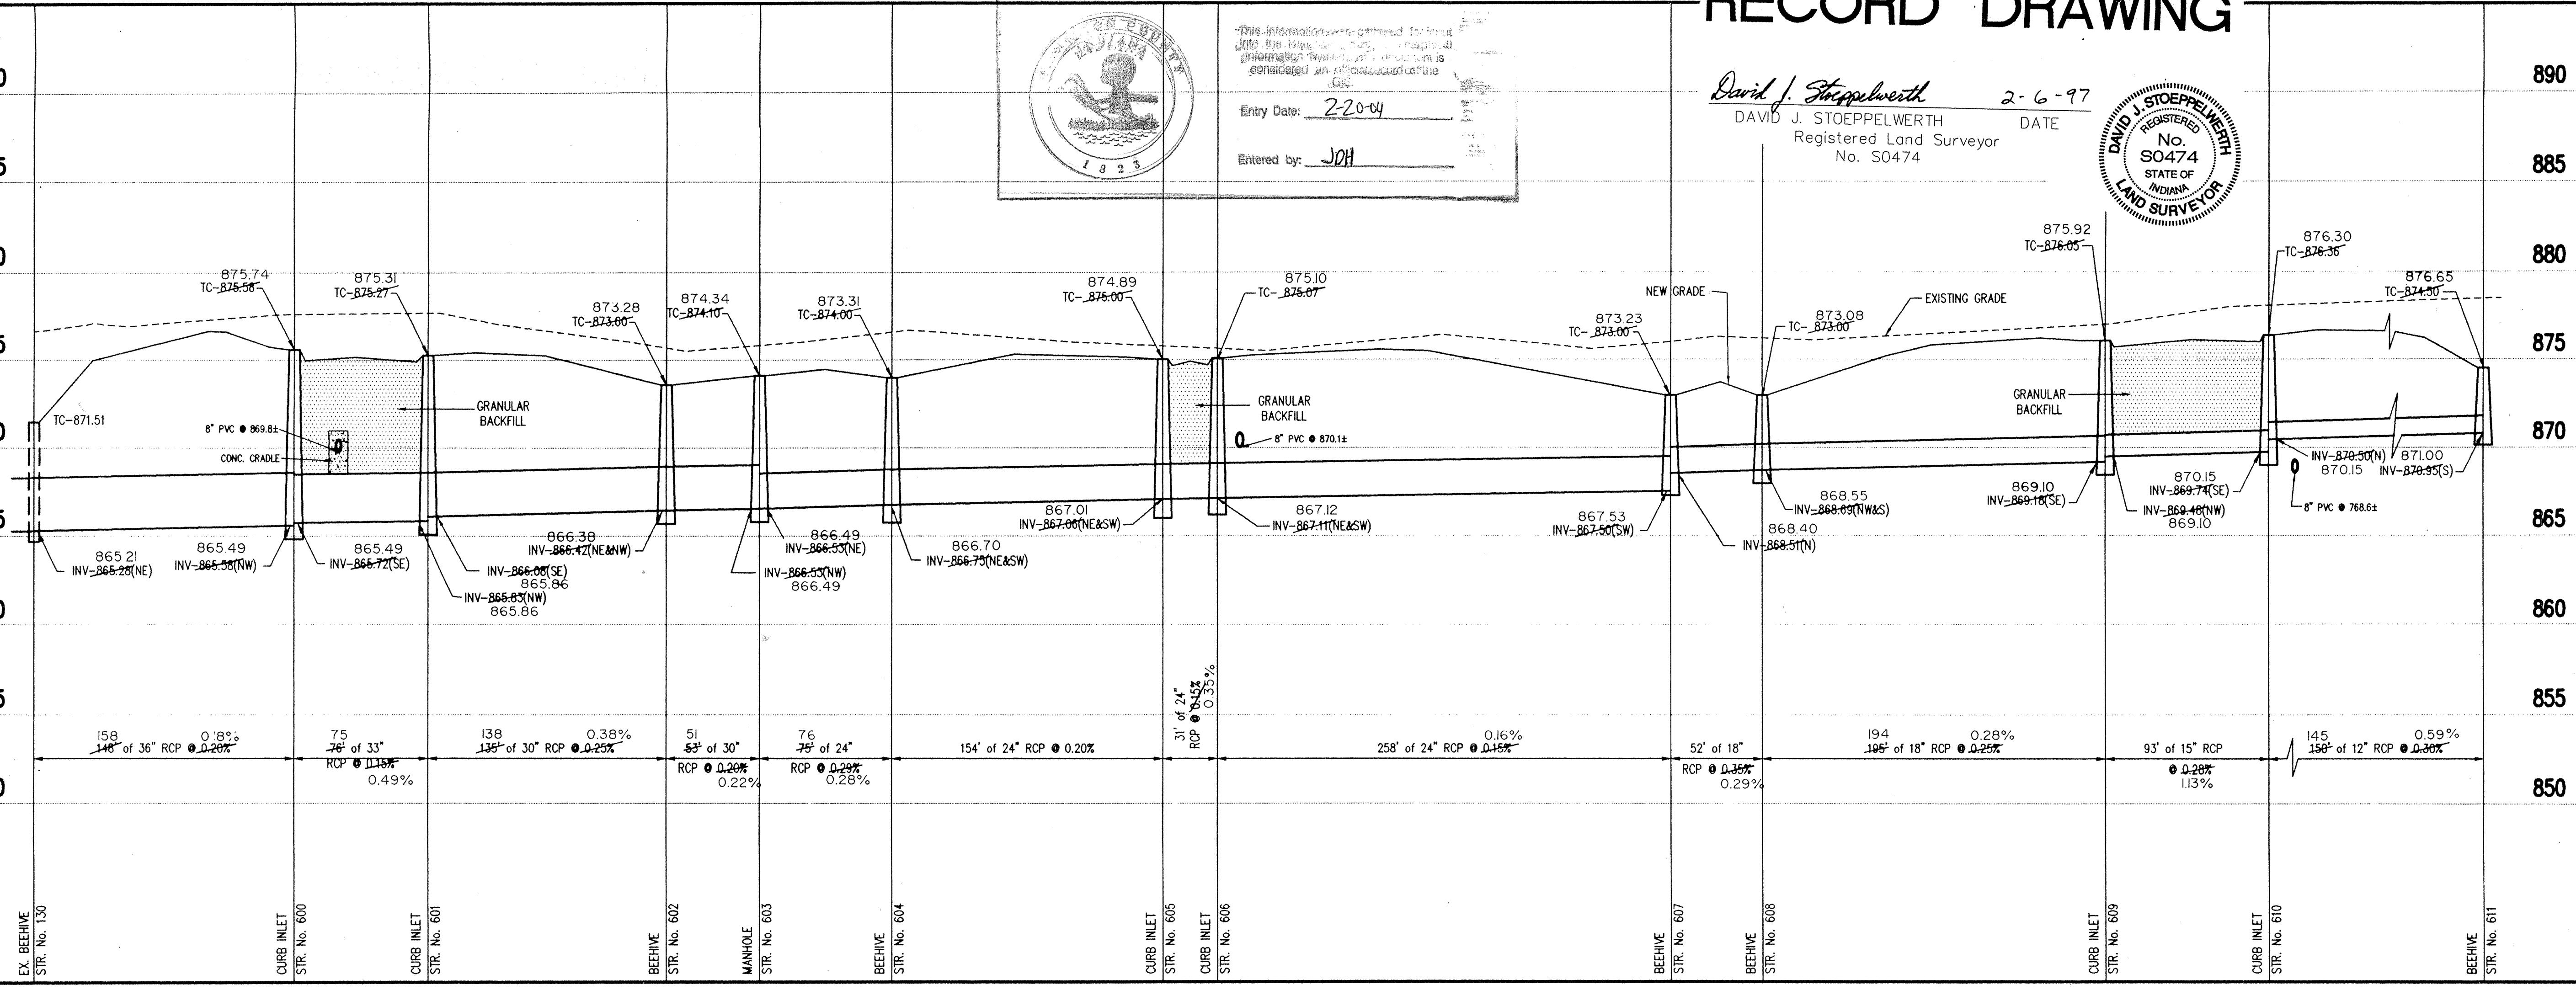 RECORD DRAWING
INDIANA
1823
Entry Date: 2-20-04
Entered by: JDH
David J. Stoeppelwerth 2-6-97
DAVID J. STOEPPELWERTH DATE
Registered Land Surveyor
No. S0474
DAVID J. STOEPPELWERTH
REGISTERED
No.
S0474
STATE OF
INDIANA
LAND SURVEYOR
890
885
880
875
870
865
860
855
850
875.74
TC-875.58
875.31
TC-875.27
873.28
TC-873.60
874.34
TC-874.10
873.31
TC-874.00
874.89
TC-875.00
875.10
TC-875.07
NEW GRADE
873.23
TC-873.00
873.08
TC-873.00
EXISTING GRADE
875.92
TC-876.05
876.30
TC-876.36
876.65
TC-874.50
TC-871.51
8" PVC @ 869.8±
CONC. CRADLE
GRANULAR
BACKFILL
GRANULAR
BACKFILL
8" PVC @ 870.1±
GRANULAR
BACKFILL
865.21
INV-865.28(NE)
865.49
INV-865.58(NW)
865.49
INV-865.72(SE)
INV-866.08(SE)
865.86
INV-865.83(NW)
865.86
866.38
INV-866.42(NE&NW)
866.49
INV-866.53(NE)
INV-866.53(NW)
866.49
866.70
INV-866.75(NE&SW)
867.01
INV-867.06(NE&SW)
867.12
INV-867.11(NE&SW)
867.53
INV-867.50(SW)
868.40
INV-868.51(N)
868.55
INV-868.69(NW&S)
869.10
INV-869.18(SE)
870.15
INV-869.74(SE)
INV-869.48(NW)
869.10
INV-870.50(N)
870.15
871.00
INV-870.95(S)
8" PVC @ 768.6±
158 0.18%
148' of 36" RCP @ 0.20%
75
76' of 33"
RCP @ 0.15%
0.49%
138 0.38%
135' of 30" RCP @ 0.25%
51
53' of 30"
RCP @ 0.20%
0.22%
76
75' of 24"
RCP @ 0.29%
0.28%
154' of 24" RCP @ 0.20%
31' of 24"
RCP @ 0.15%
0.35%
0.16%
258' of 24" RCP @ 0.15%
52' of 18"
RCP @ 0.35%
0.29%
194 0.28%
195' of 18" RCP @ 0.25%
93' of 15" RCP
@ 0.28%
1.13%
145 0.59%
150' of 12" RCP @ 0.30%
EX. BEEHIVE
STR. No. 130
CURB INLET
STR. No. 600
CURB INLET
STR. No. 601
BEEHIVE
STR. No. 602
MANHOLE
STR. No. 603
BEEHIVE
STR. No. 604
CURB INLET
STR. No. 605
CURB INLET
STR. No. 606
BEEHIVE
STR. No. 607
BEEHIVE
STR. No. 608
CURB INLET
STR. No. 609
CURB INLET
STR. No. 610
BEEHIVE
STR. No. 611